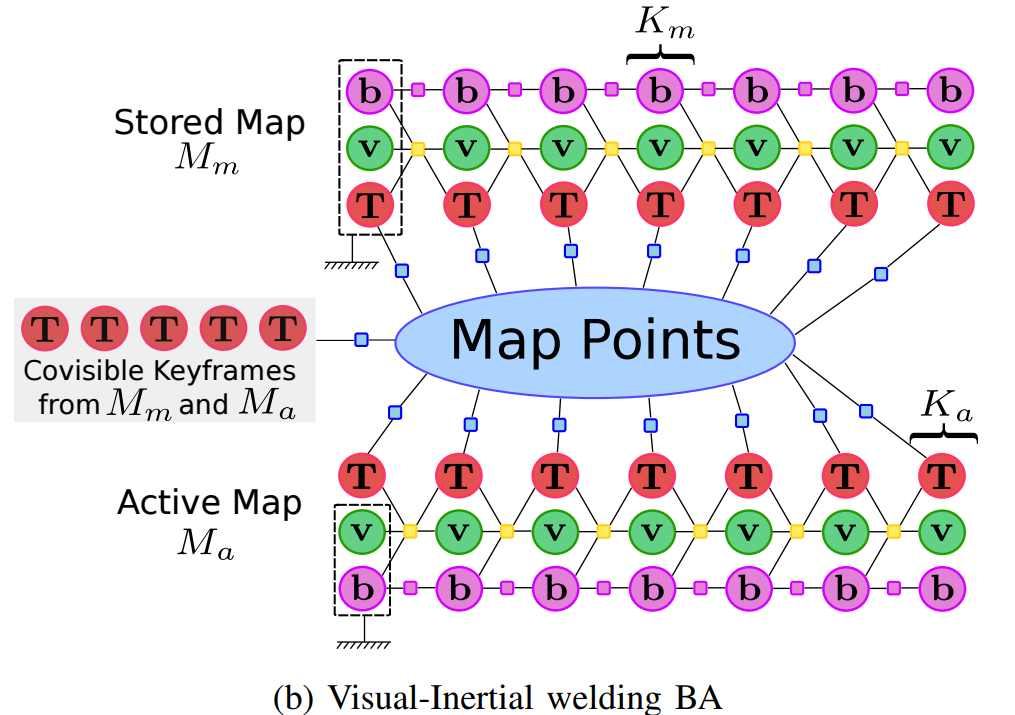 K_m
b b b b b b b
Stored Map
M_m
v v v v v v v
T T T T T T T
T T T T T
Map Points
Covisible Keyframes
from M_m and M_a
K_a
T T T T T T T
Active Map
M_a
v v v v v v v
b b b b b b b
(b) Visual-Inertial welding BA